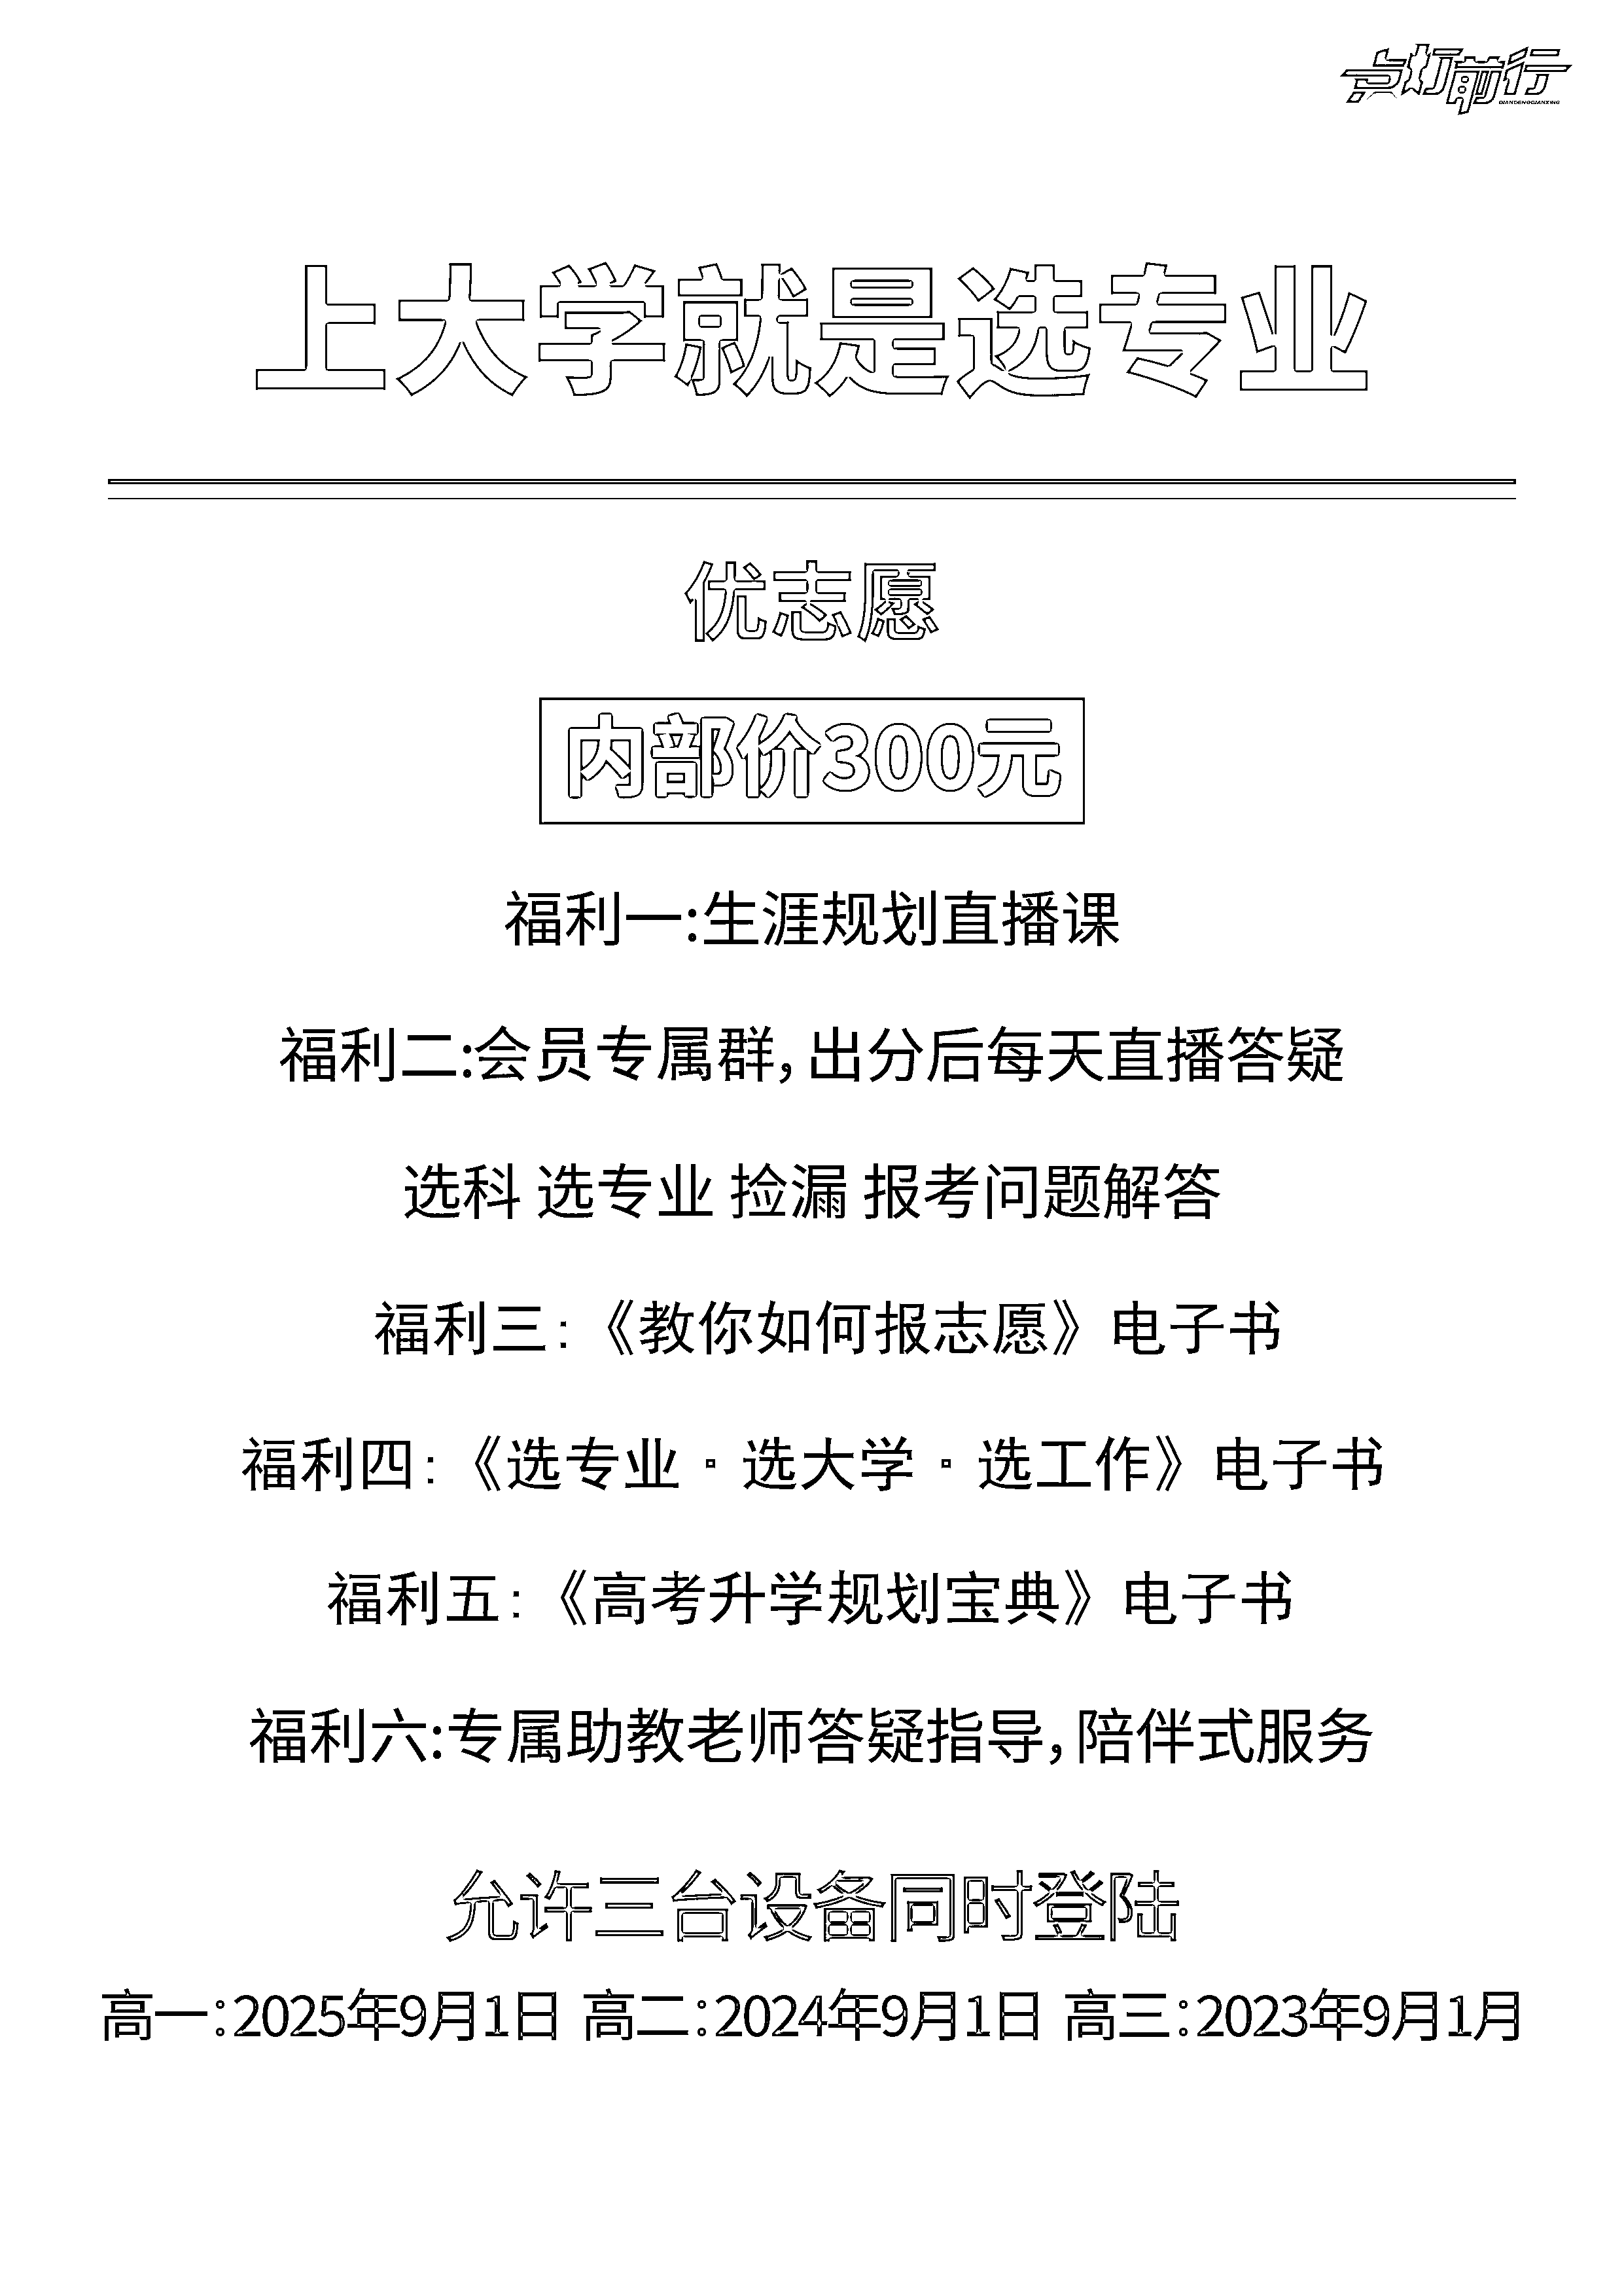 点灯前行
DIANDENGQIANXING
上大学就是选专业
优志愿
内部价300元
福利一:生涯规划直播课
福利二:会员专属群，出分后每天直播答疑
选科 选专业 捡漏 报考问题解答
福利三：《教你如何报志愿》电子书
福利四：《选专业·选大学·选工作》电子书
福利五：《高考升学规划宝典》电子书
福利六:专属助教老师答疑指导，陪伴式服务
允许三台设备同时登陆
高一：2025年9月1日 高二：2024年9月1日 高三：2023年9月1月